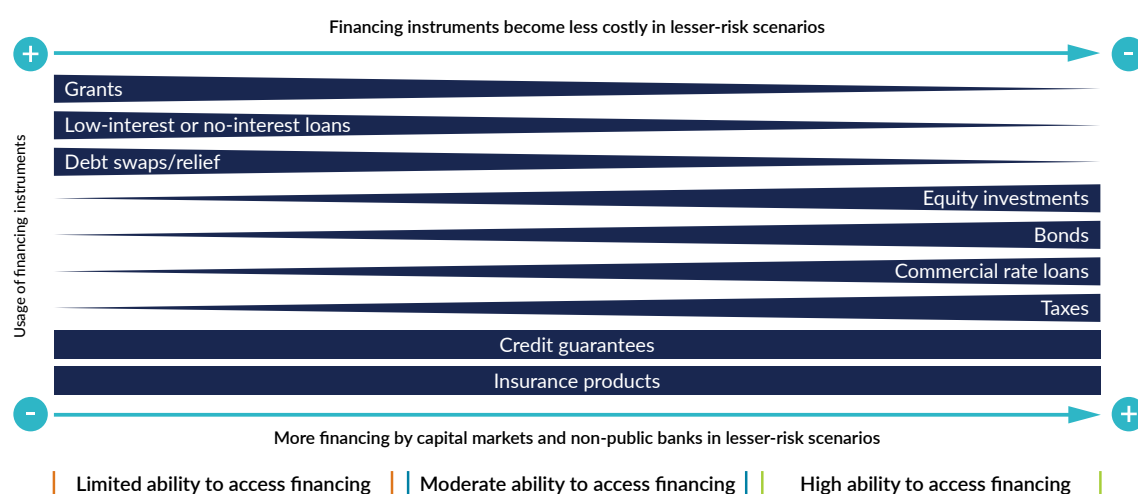 Financing instruments become less costly in lesser-risk scenarios
+
-
Usage of financing instruments
Grants
Low-interest or no-interest loans
Debt swaps/relief
Equity investments
Bonds
Commercial rate loans
Taxes
Credit guarantees
Insurance products
-
+
More financing by capital markets and non-public banks in lesser-risk scenarios
Limited ability to access financing
Moderate ability to access financing
High ability to access financing